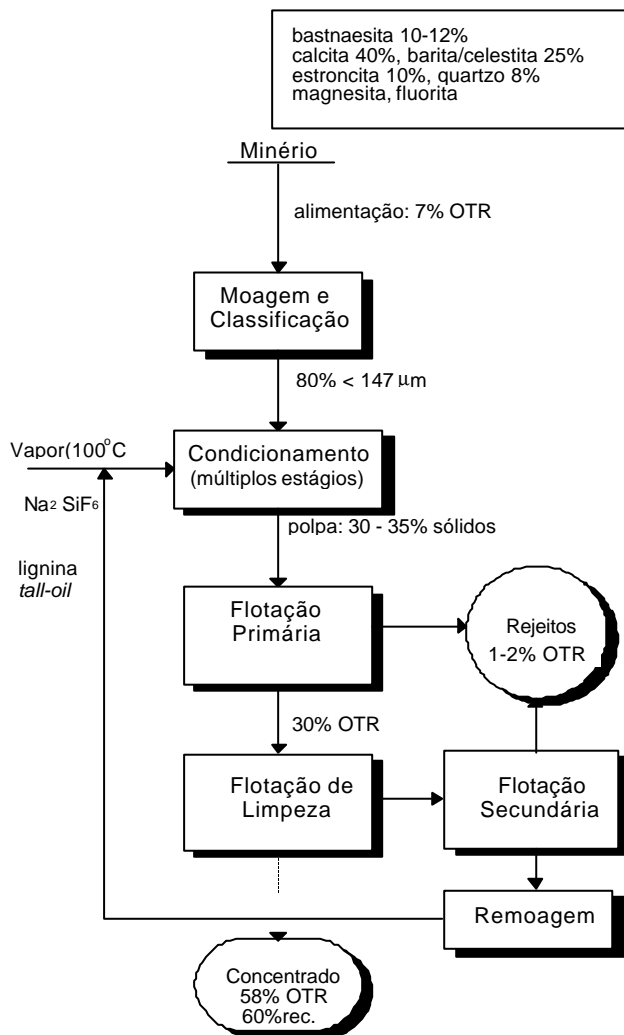 bastnaesita 10-12%
calcita 40%, barita/celestita 25%
estroncita 10%, quartzo 8%
magnesita, fluorita
Minério
alimentação: 7% OTR
Moagem e
Classificação
80% < 147 μm
Vapor(100°C
Condicionamento
(múltiplos estágios)
Na2 SiF6
polpa: 30 - 35% sólidos
lignina
tall-oil
Flotação
Primária
Rejeitos
1-2% OTR
30% OTR
Flotação de
Limpeza
Flotação
Secundária
Remoagem
Concentrado
58% OTR
60%rec.